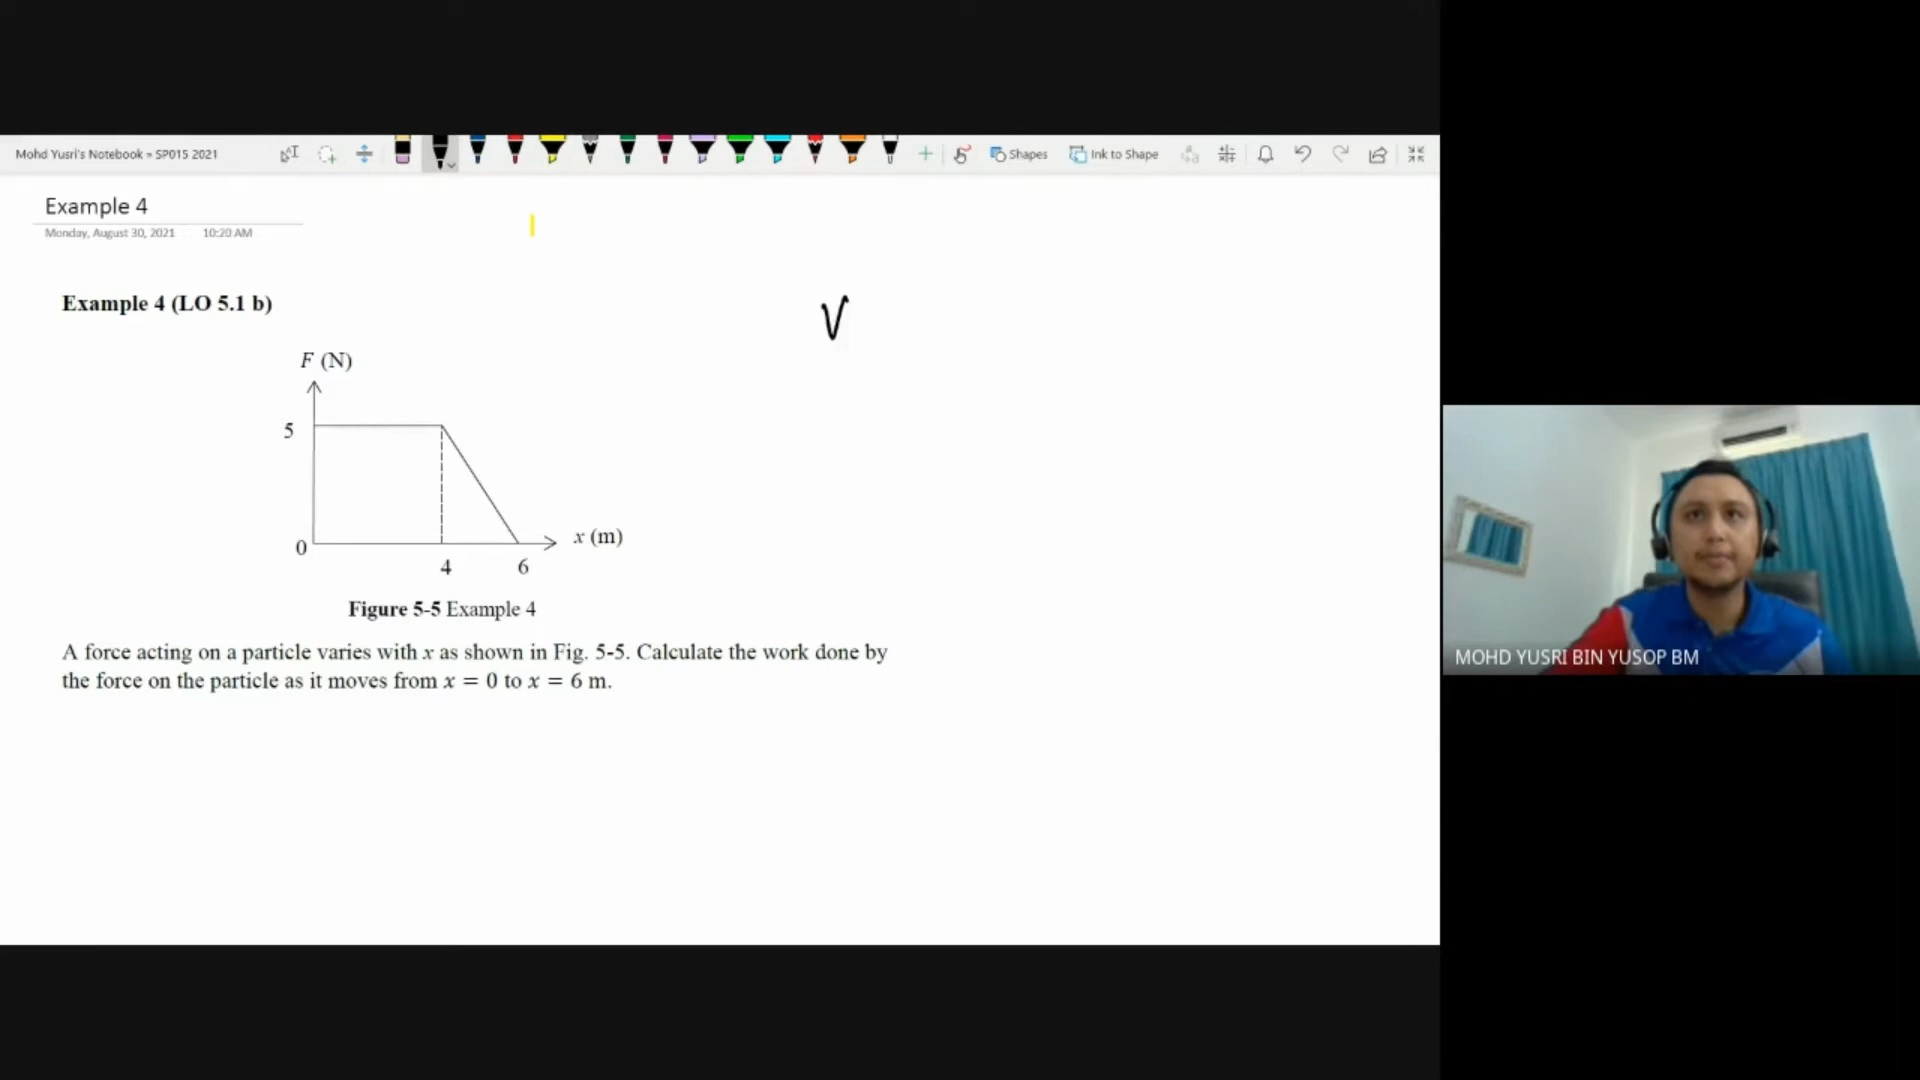 Mohd Yusri's Notebook » SP015 2021
Shapes
Ink to Shape
Example 4
Monday, August 30, 2021 10:20 AM
Example 4 (LO 5.1 b)
F (N)
5
0
x (m)
4 6
Figure 5-5 Example 4
A force acting on a particle varies with x as shown in Fig. 5-5. Calculate the work done by
the force on the particle as it moves from x = 0 to x = 6 m.
MOHD YUSRI BIN YUSOP BM